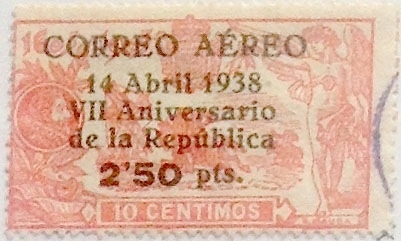 CORREO AÉREO
14 Abril 1938
VII Aniversario
de la República
2'50 pts.
10 CENTIMOS